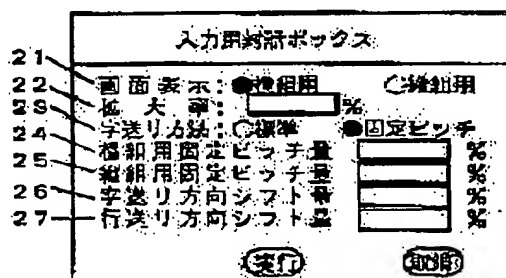 入力用対話ボックス
21 画面表示：●横組用 ○縦組用
22 拡大率： %
23 字送り方法：○標準 ●固定ピッチ
24 横組用固定ピッチ量 %
25 縦組用固定ピッチ量 %
26 字送り方向シフト量 %
27 行送り方向シフト量 %
実行 取消